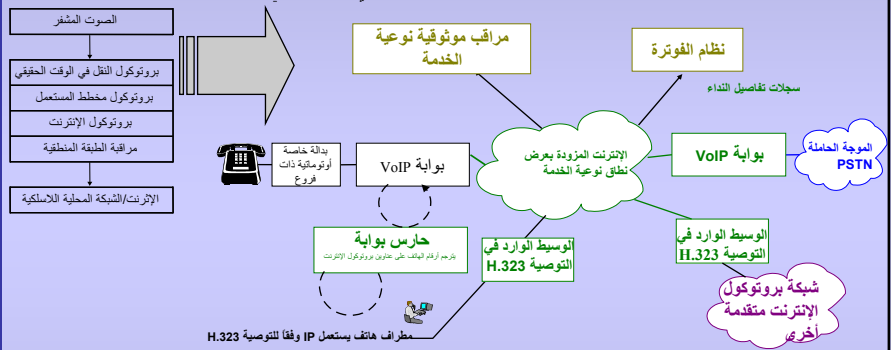 الصوت المشفر
بروتوكول النقل في الوقت الحقيقي
بروتوكول مخطط المستعمل
بروتوكول الإنترنت
مراقبة الطبقة المنطقية
الإثرنت/الشبكة المحلية اللاسلكية
مراقب موثوقية نوعية
الخدمة
نظام الفوترة
سجلات تفاصيل النداء
بدالة خاصة
أوتوماتية ذات
فروع
بوابة VoIP
الإنترنت المزودة بعرض
نطاق نوعية الخدمة
بوابة VoIP
الموجة الحاملة
PSTN
حارس بوابة
يترجم أرقام الهاتف على عناوين بروتوكول الإنترنت
الوسيط الوارد في
التوصية H.323
الوسيط الوارد في
التوصية H.323
شبكة بروتوكول
الإنترنت متقدمة
أخرى
مطراف هاتف يستعمل IP وفقاً للتوصية H.323